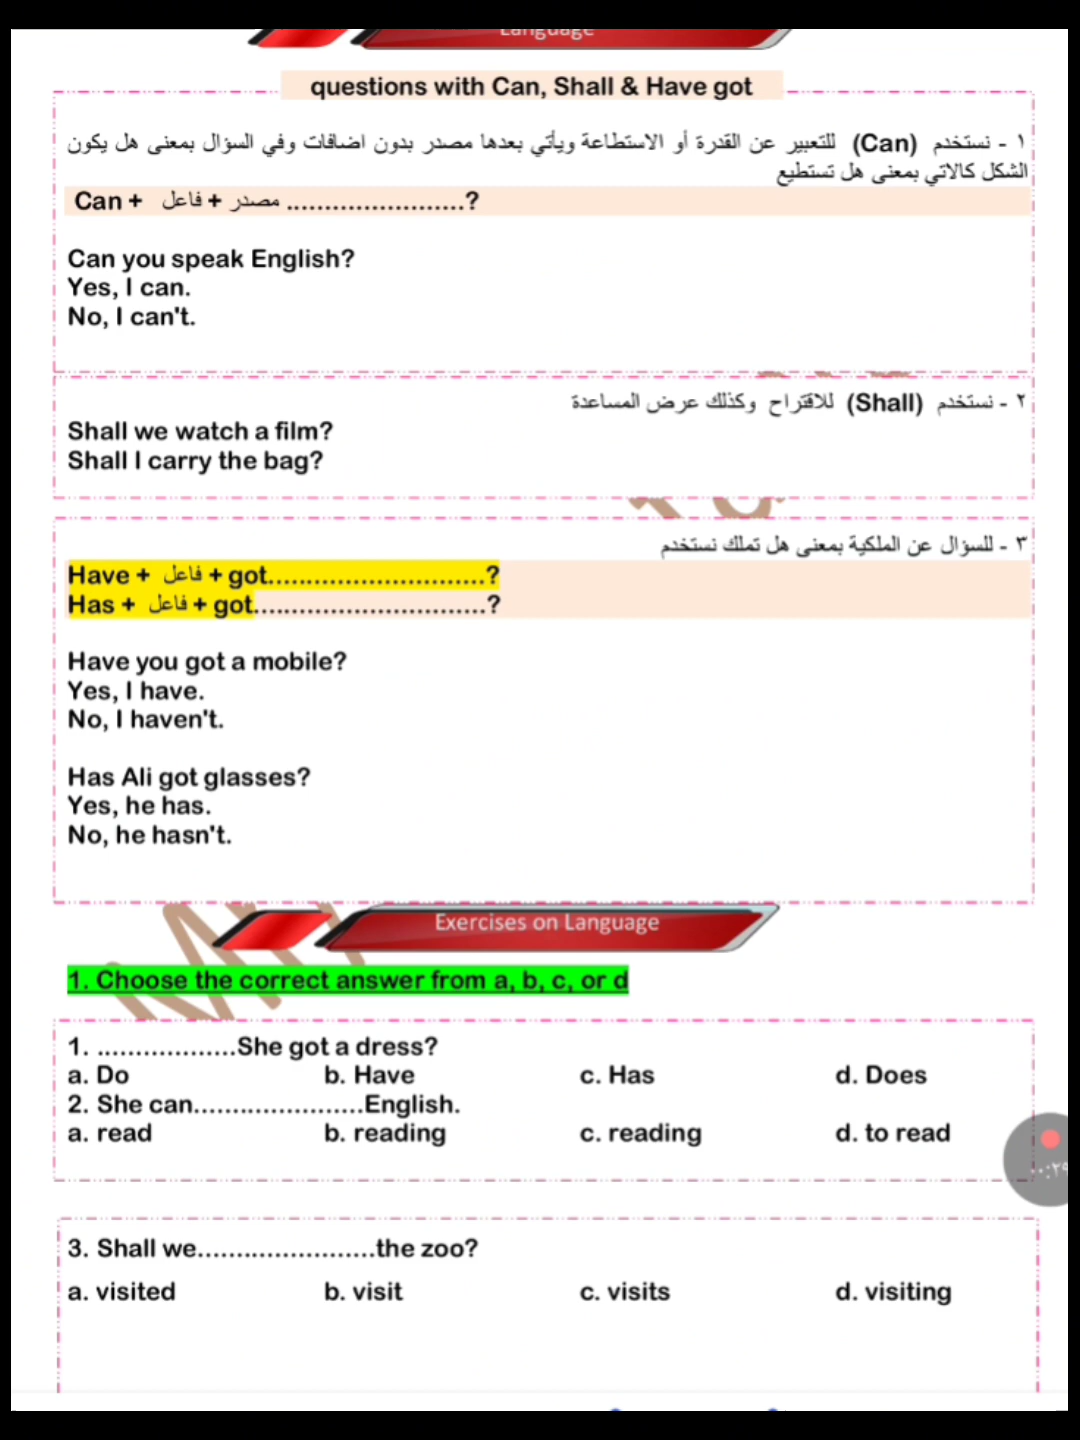 Language
questions with Can, Shall & Have got
١ - نستخدم (Can) للتعبير عن القدرة أو الاستطاعة ويأتي بعدها مصدر بدون اضافات وفي السؤال بمعنى هل يكون
الشكل كالاتي بمعنى هل تستطيع
Can + فاعل + مصدر .......................?
Can you speak English?
Yes, I can.
No, I can't.
٢ - نستخدم (Shall) للاقتراح وكذلك عرض المساعدة
Shall we watch a film?
Shall I carry the bag?
٣ - للسؤال عن الملكية بمعنى هل تملك نستخدم
Have + فاعل + got............................?
Has + فاعل + got..............................?
Have you got a mobile?
Yes, I have.
No, I haven't.
Has Ali got glasses?
Yes, he has.
No, he hasn't.
Exercises on Language
1. Choose the correct answer from a, b, c, or d
1. ..................She got a dress?
a. Do b. Have c. Has d. Does
2. She can......................English.
a. read b. reading c. reading d. to read
3. Shall we.......................the zoo?
a. visited b. visit c. visits d. visiting